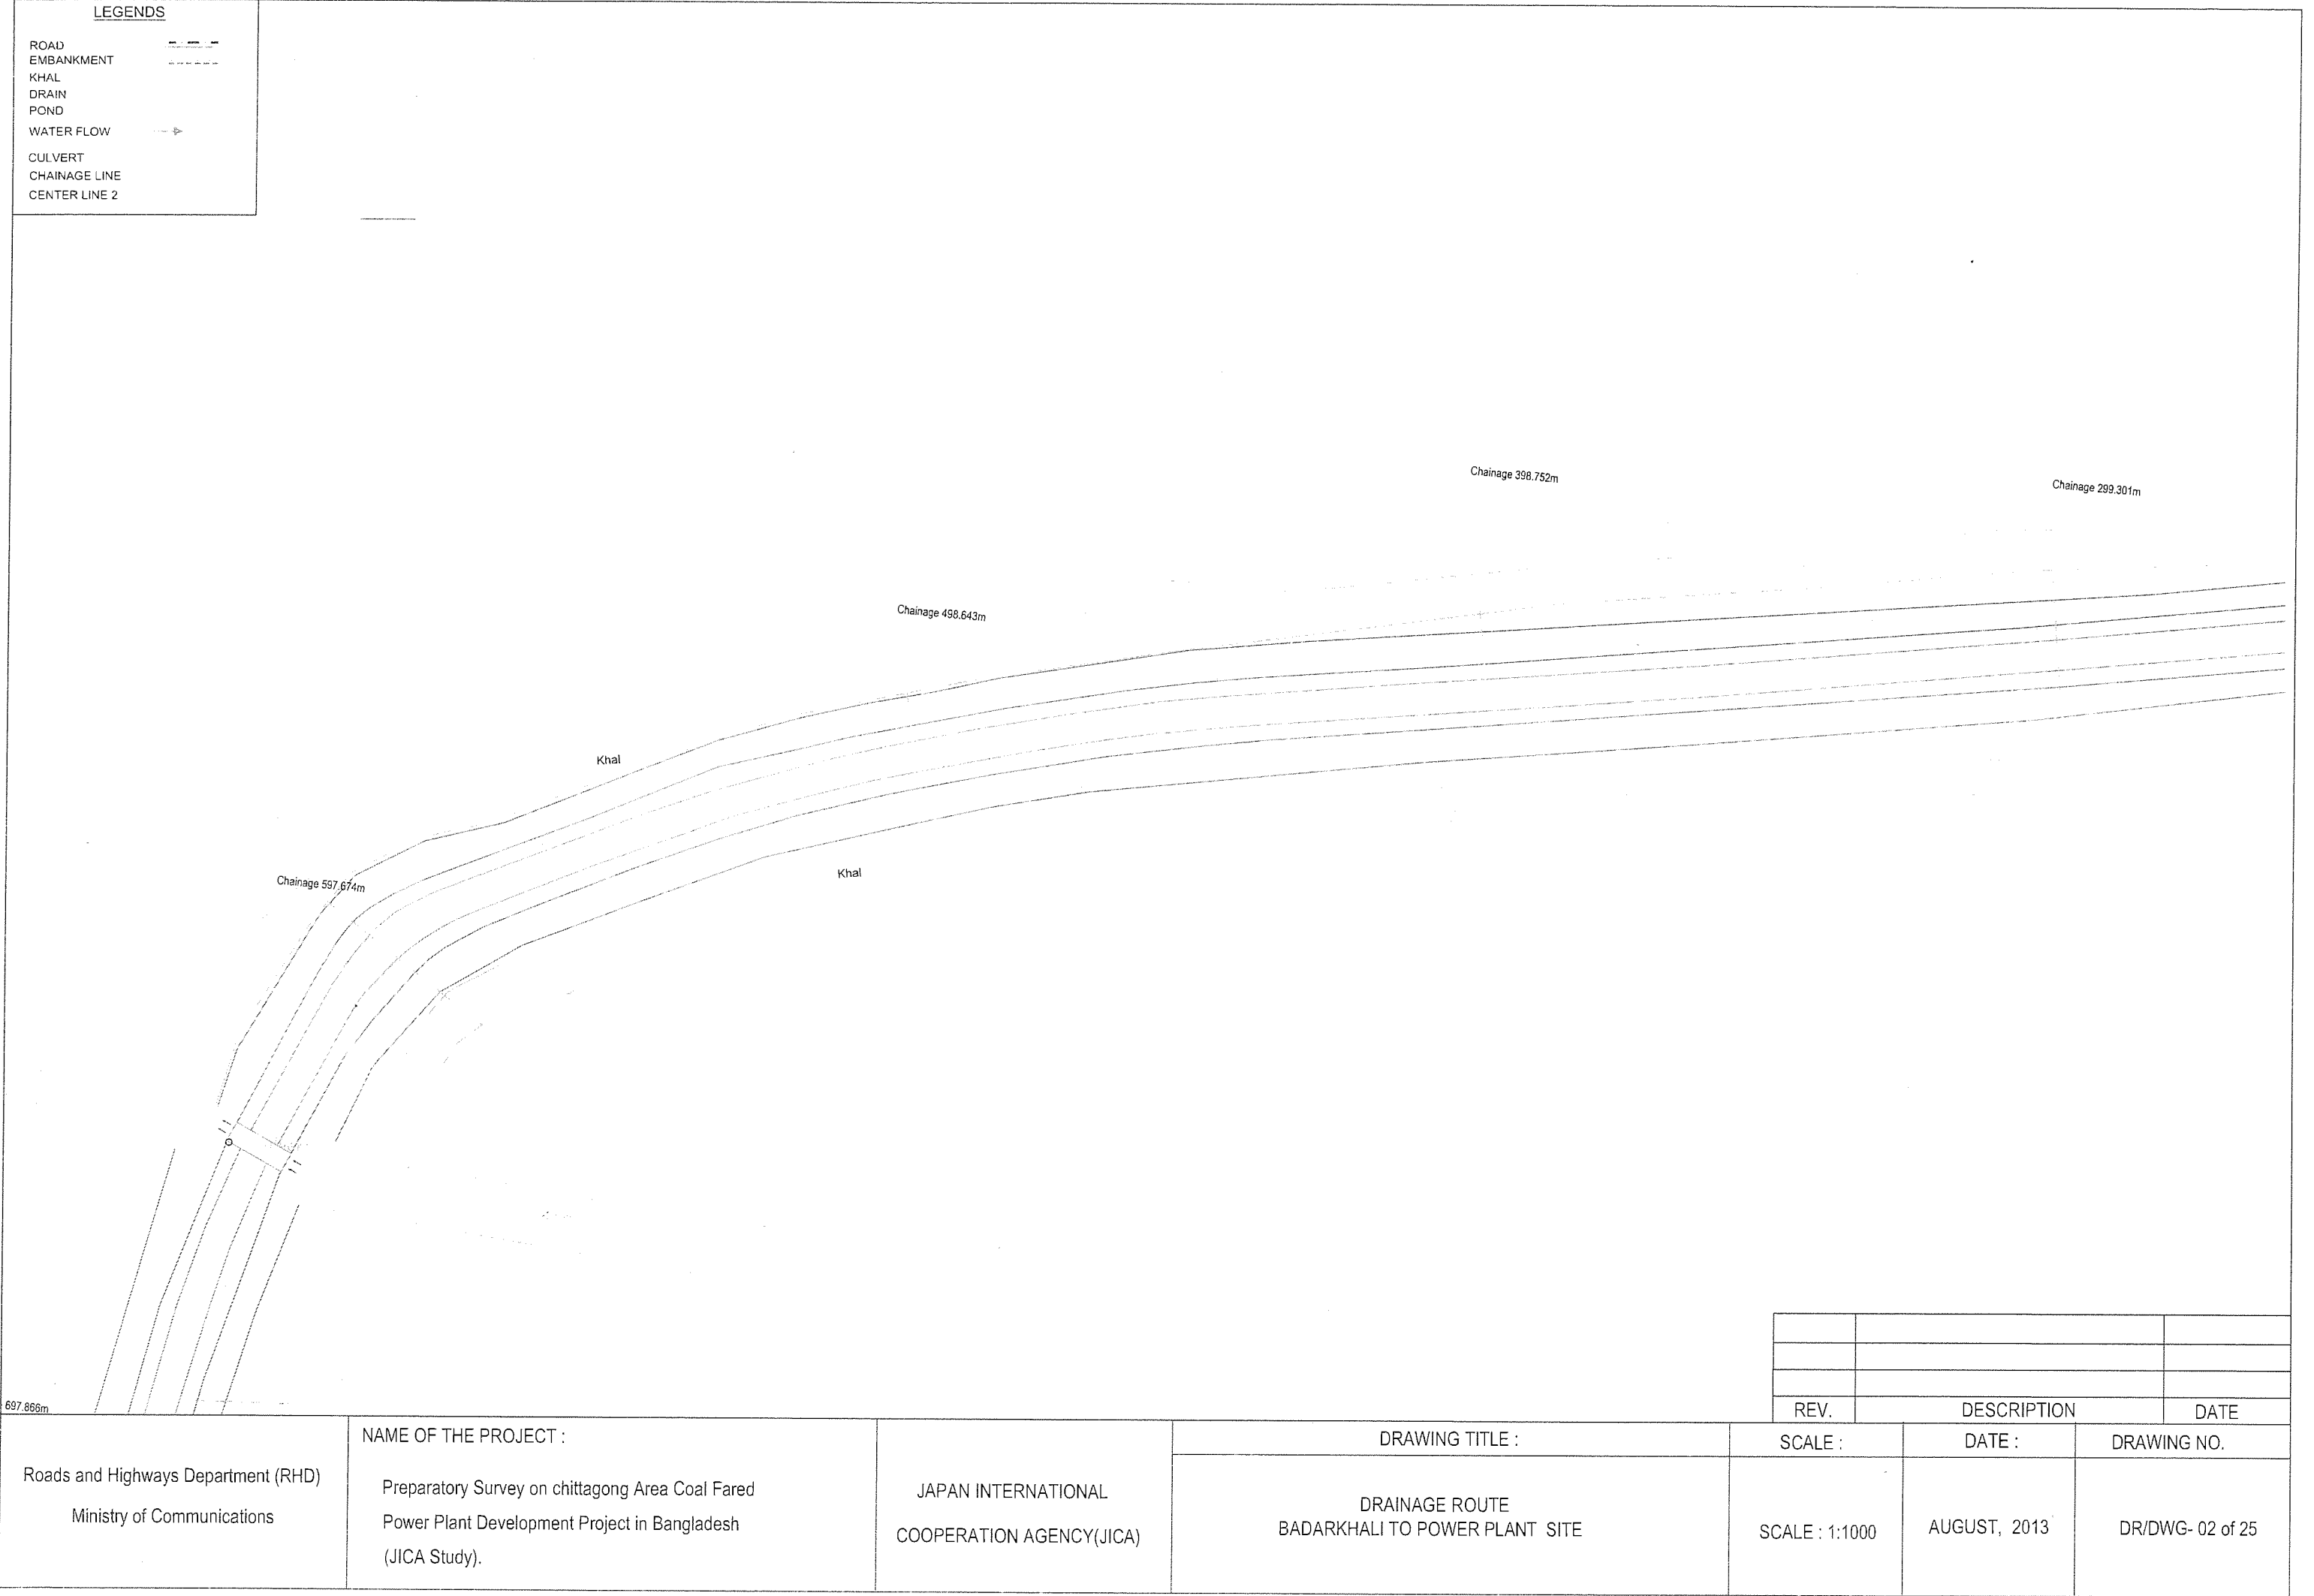 LEGENDS
ROAD
EMBANKMENT
KHAL
DRAIN
POND
WATER FLOW
CULVERT
CHAINAGE LINE
CENTER LINE 2
Chainage 398.752m
Chainage 299.301m
Chainage 498.643m
Khal
Khal
Chainage 597.674m
697.866m
REV. DESCRIPTION DATE
Roads and Highways Department (RHD)
Ministry of Communications
NAME OF THE PROJECT :
Preparatory Survey on chittagong Area Coal Fared
Power Plant Development Project in Bangladesh
(JICA Study).
JAPAN INTERNATIONAL
COOPERATION AGENCY(JICA)
DRAWING TITLE :
DRAINAGE ROUTE
BADARKHALI TO POWER PLANT SITE
SCALE :
SCALE : 1:1000
DATE :
AUGUST, 2013
DRAWING NO.
DR/DWG- 02 of 25